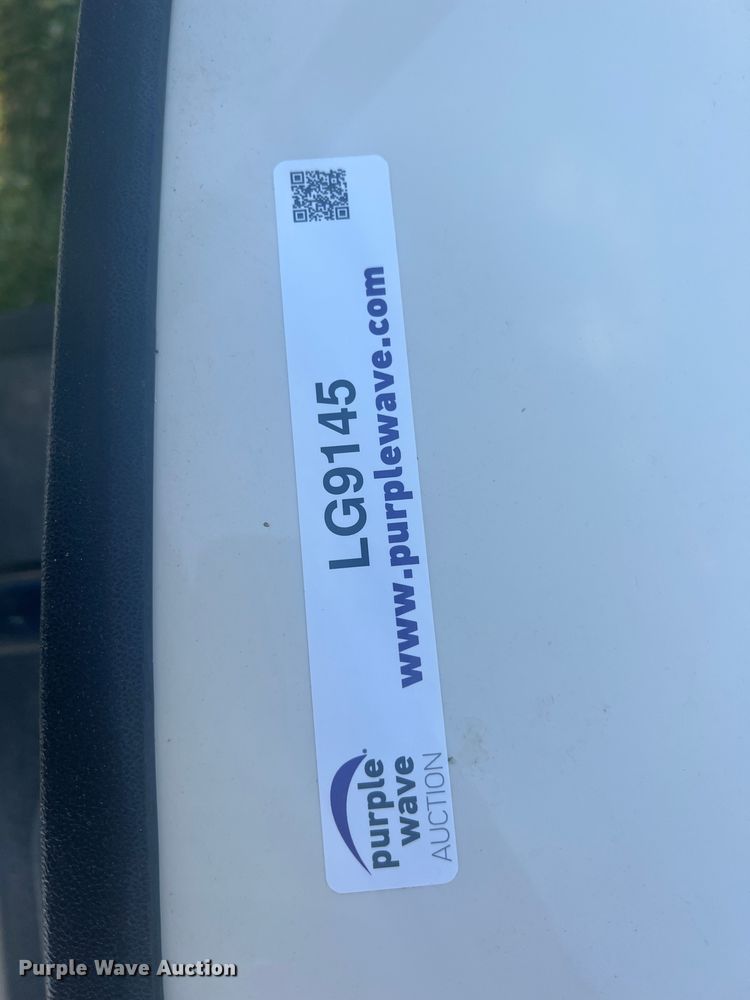 purple
wave
AUCTION
LG9145
www.purplewave.com
Purple Wave Auction